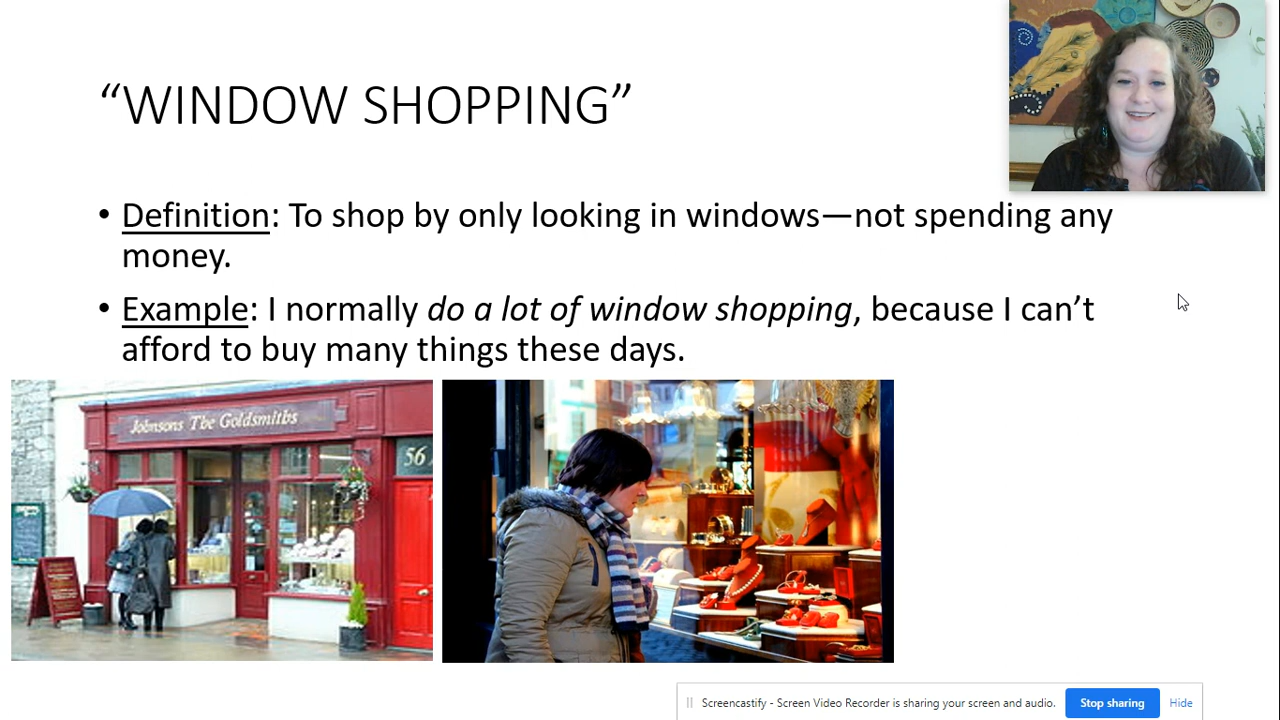 “WINDOW SHOPPING”
• Definition: To shop by only looking in windows—not spending any
money.
• Example: I normally do a lot of window shopping, because I can’t
afford to buy many things these days.
Johnsons The Goldsmiths
56
Screencastify - Screen Video Recorder is sharing your screen and audio.
Stop sharing
Hide